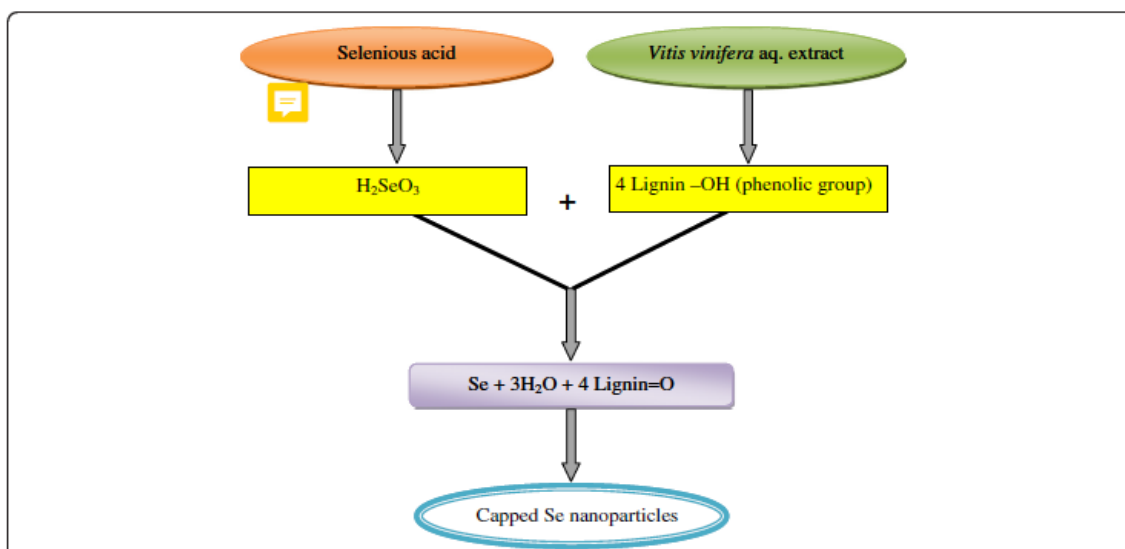 Selenious acid
Vitis vinifera aq. extract
H₂SeO₃
+
4 Lignin –OH (phenolic group)
Se + 3H₂O + 4 Lignin=O
Capped Se nanoparticles